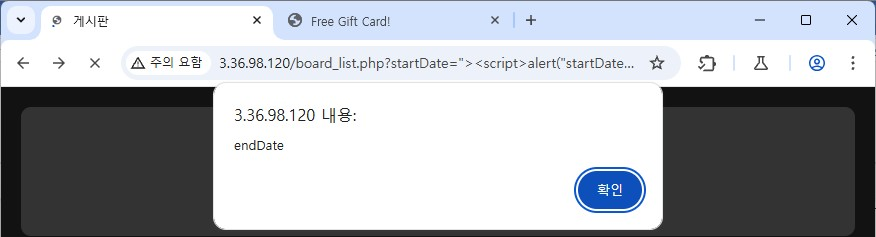 게시판
Free Gift Card!
주의 요함 3.36.98.120/board_list.php?startDate="><script>alert("startDate...
3.36.98.120 내용:
endDate
확인